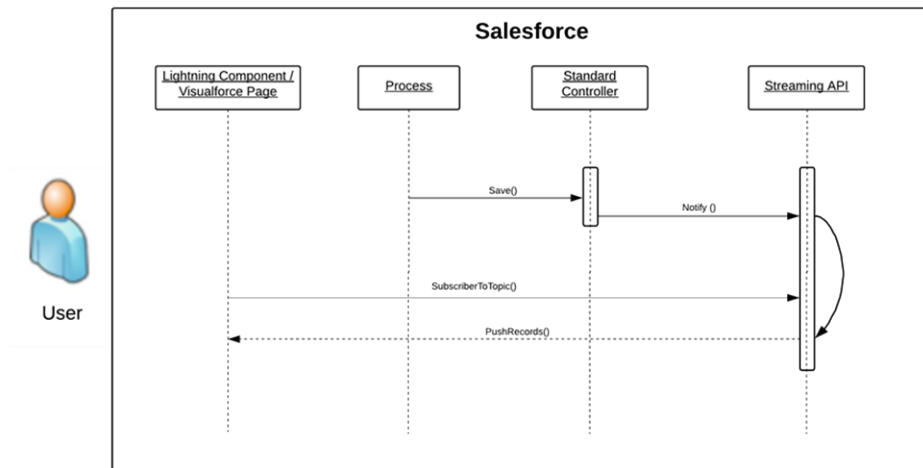 Salesforce
Lightning Component /
Visualforce Page
Process
Standard
Controller
Streaming API
Save()
Notify ()
SubscriberToTopic()
PushRecords()
User